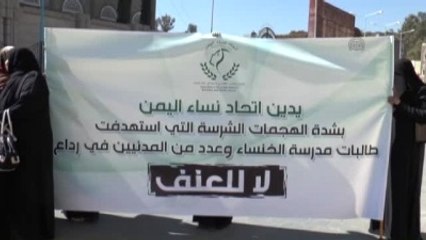 يدين اتحاد نساء اليمن
بشدة الهجمات الشرسة التي استهدفت
طالبات مدرسة الخنساء وعدد من المدنيين في رداع
لا للعنف